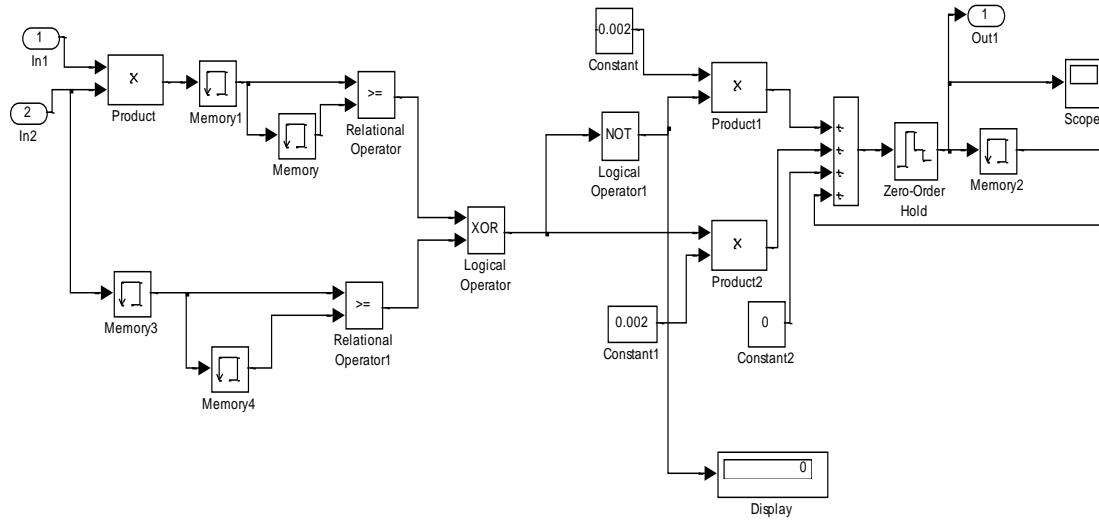 1
In1
2
In2
x
Product
Memory1
Memory
>=
Relational
Operator
Memory3
Memory4
>=
Relational
Operator1
XOR
Logical
Operator
NOT
Logical
Operator1
-0.002
Constant
x
Product1
x
Product2
0.002
Constant1
0
Constant2
+
+
+
+
Zero-Order
Hold
Memory2
1
Out1
Scope
0
Display